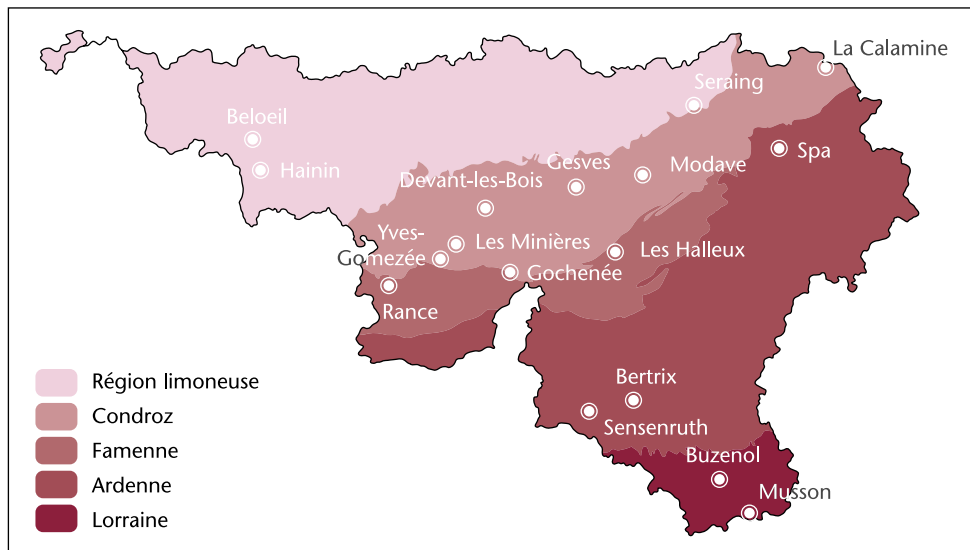 La Calamine
Seraing
Beloeil
Spa
Gesves
Modave
Hainin
Devant-les-Bois
Yves-
Gomezée
Les Minières
Les Halleux
Gochenée
Rance
Région limoneuse
Bertrix
Condroz
Sensenruth
Famenne
Buzenol
Ardenne
Musson
Lorraine